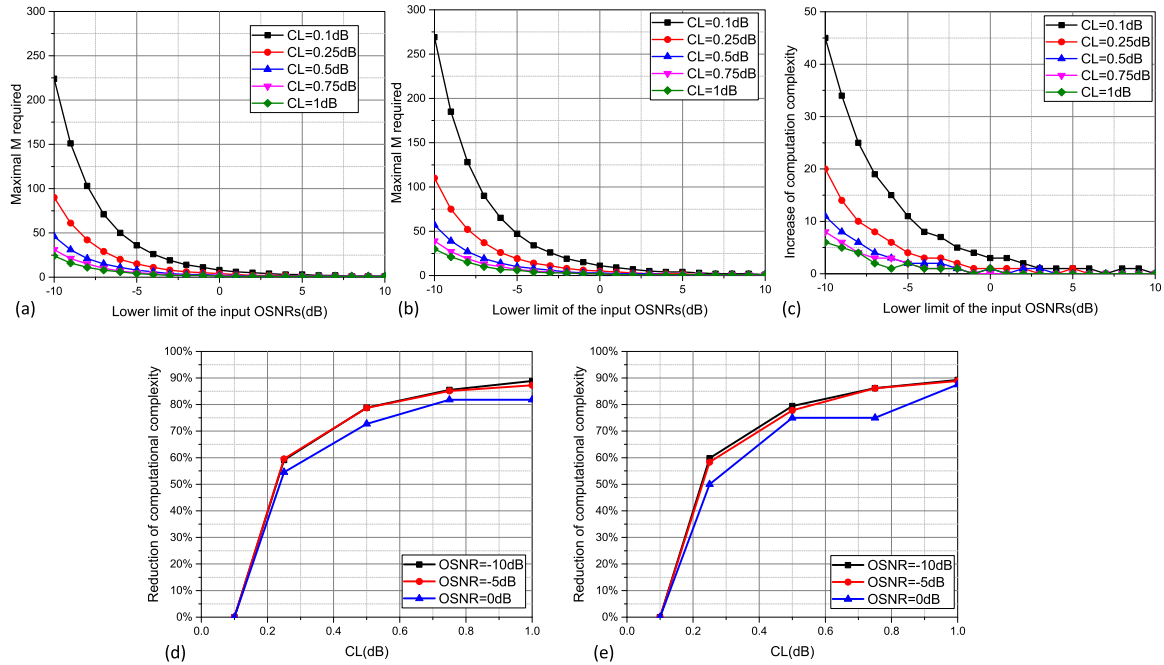 300
250
200
150
100
50
0
Maximal M required
CL=0.1dB
CL=0.25dB
CL=0.5dB
CL=0.75dB
CL=1dB
-10 -5 0 5 10
(a) Lower limit of the input OSNRs(dB)
300
250
200
150
100
50
0
Maximal M required
CL=0.1dB
CL=0.25dB
CL=0.5dB
CL=0.75dB
CL=1dB
-10 -5 0 5 10
(b) Lower limit of the input OSNRs(dB)
50
40
30
20
10
0
Increase of computation complexity
CL=0.1dB
CL=0.25dB
CL=0.5dB
CL=0.75dB
CL=1dB
-10 -5 0 5 10
(c) Lower limit of the input OSNRs(dB)
100%
90%
80%
70%
60%
50%
40%
30%
20%
10%
0%
Reduction of computational complexity
OSNR=-10dB
OSNR=-5dB
OSNR=0dB
0.0 0.2 0.4 0.6 0.8 1.0
(d) CL(dB)
100%
90%
80%
70%
60%
50%
40%
30%
20%
10%
0%
Reduction of computational complexity
OSNR=-10dB
OSNR=-5dB
OSNR=0dB
0.0 0.2 0.4 0.6 0.8 1.0
(e) CL(dB)